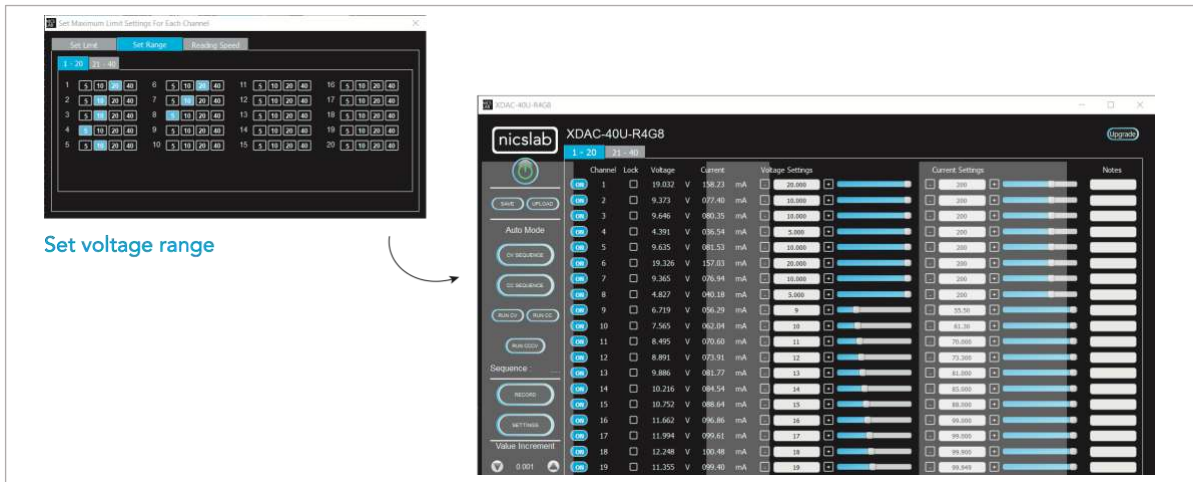 Set Maximum Limit Settings For Each Channel
Set Limit Set Range Reading Speed
1 - 20 21 - 40
1 5 10 20 40 6 5 10 20 40 11 5 10 20 40 16 5 10 20 40
2 5 10 20 40 7 5 10 20 40 12 5 10 20 40 17 5 10 20 40
3 5 10 20 40 8 5 10 20 40 13 5 10 20 40 18 5 10 20 40
4 5 10 20 40 9 5 10 20 40 14 5 10 20 40 19 5 10 20 40
5 5 10 20 40 10 5 10 20 40 15 5 10 20 40 20 5 10 20 40
Set voltage range
XDAC-40U-R4G8
nicslab XDAC-40U-R4G8 Upgrade
1 - 20 21 - 40
Channel Lock Voltage Current Voltage Settings Current Settings Notes
ON 1 19.032 V 158.23 mA - 20.000 + - 200 +
SAVE UPLOAD
ON 2 9.373 V 077.40 mA - 10.000 + - 200 +
ON 3 9.646 V 080.35 mA - 10.000 + - 200 +
Auto Mode
ON 4 4.391 V 036.54 mA - 5.000 + - 200 +
CV SEQUENCE
ON 5 9.635 V 081.53 mA - 10.000 + - 200 +
ON 6 19.326 V 157.03 mA - 20.000 + - 200 +
CC SEQUENCE
ON 7 9.365 V 076.94 mA - 10.000 + - 200 +
ON 8 4.827 V 040.18 mA - 5.000 + - 200 +
RUN CV RUN CC
ON 9 6.719 V 056.29 mA - 9 + - 55.50 +
ON 10 7.565 V 062.04 mA - 10 + - 61.30 +
RUN CCCV
ON 11 8.495 V 070.60 mA - 11 + - 70.000 +
ON 12 8.891 V 073.91 mA - 12 + - 73.300 +
Sequence :
ON 13 9.886 V 081.77 mA - 13 + - 81.000 +
RECORD
ON 14 10.216 V 084.54 mA - 14 + - 85.000 +
ON 15 10.752 V 088.64 mA - 15 + - 88.000 +
SETTINGS
ON 16 11.662 V 096.86 mA - 16 + - 99.000 +
ON 17 11.994 V 099.61 mA - 17 + - 99.000 +
Value Increment
ON 18 12.248 V 100.48 mA - 18 + - 99.900 +
0.001
ON 19 11.355 V 099.40 mA - 19 + - 99.949 +